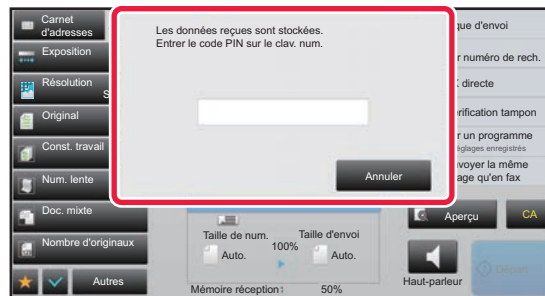 Carnet
d'adresses
Exposition
Résolution
S
Original
Const. travail
Num. lente
Doc. mixte
Nombre d'originaux
Autres
Les données reçues sont stockées.
Entrer le code PIN sur le clav. num.
Annuler
que d'envoi
r numéro de rech.
directe
rification tampon
r un programme
églages enregistrés
voyer la même
age qu'en fax
Aperçu
CA
Taille de num.
100%
Taille d'envoi
Auto.
Auto.
Mémoire réception: 50%
Haut-parleur
Départ